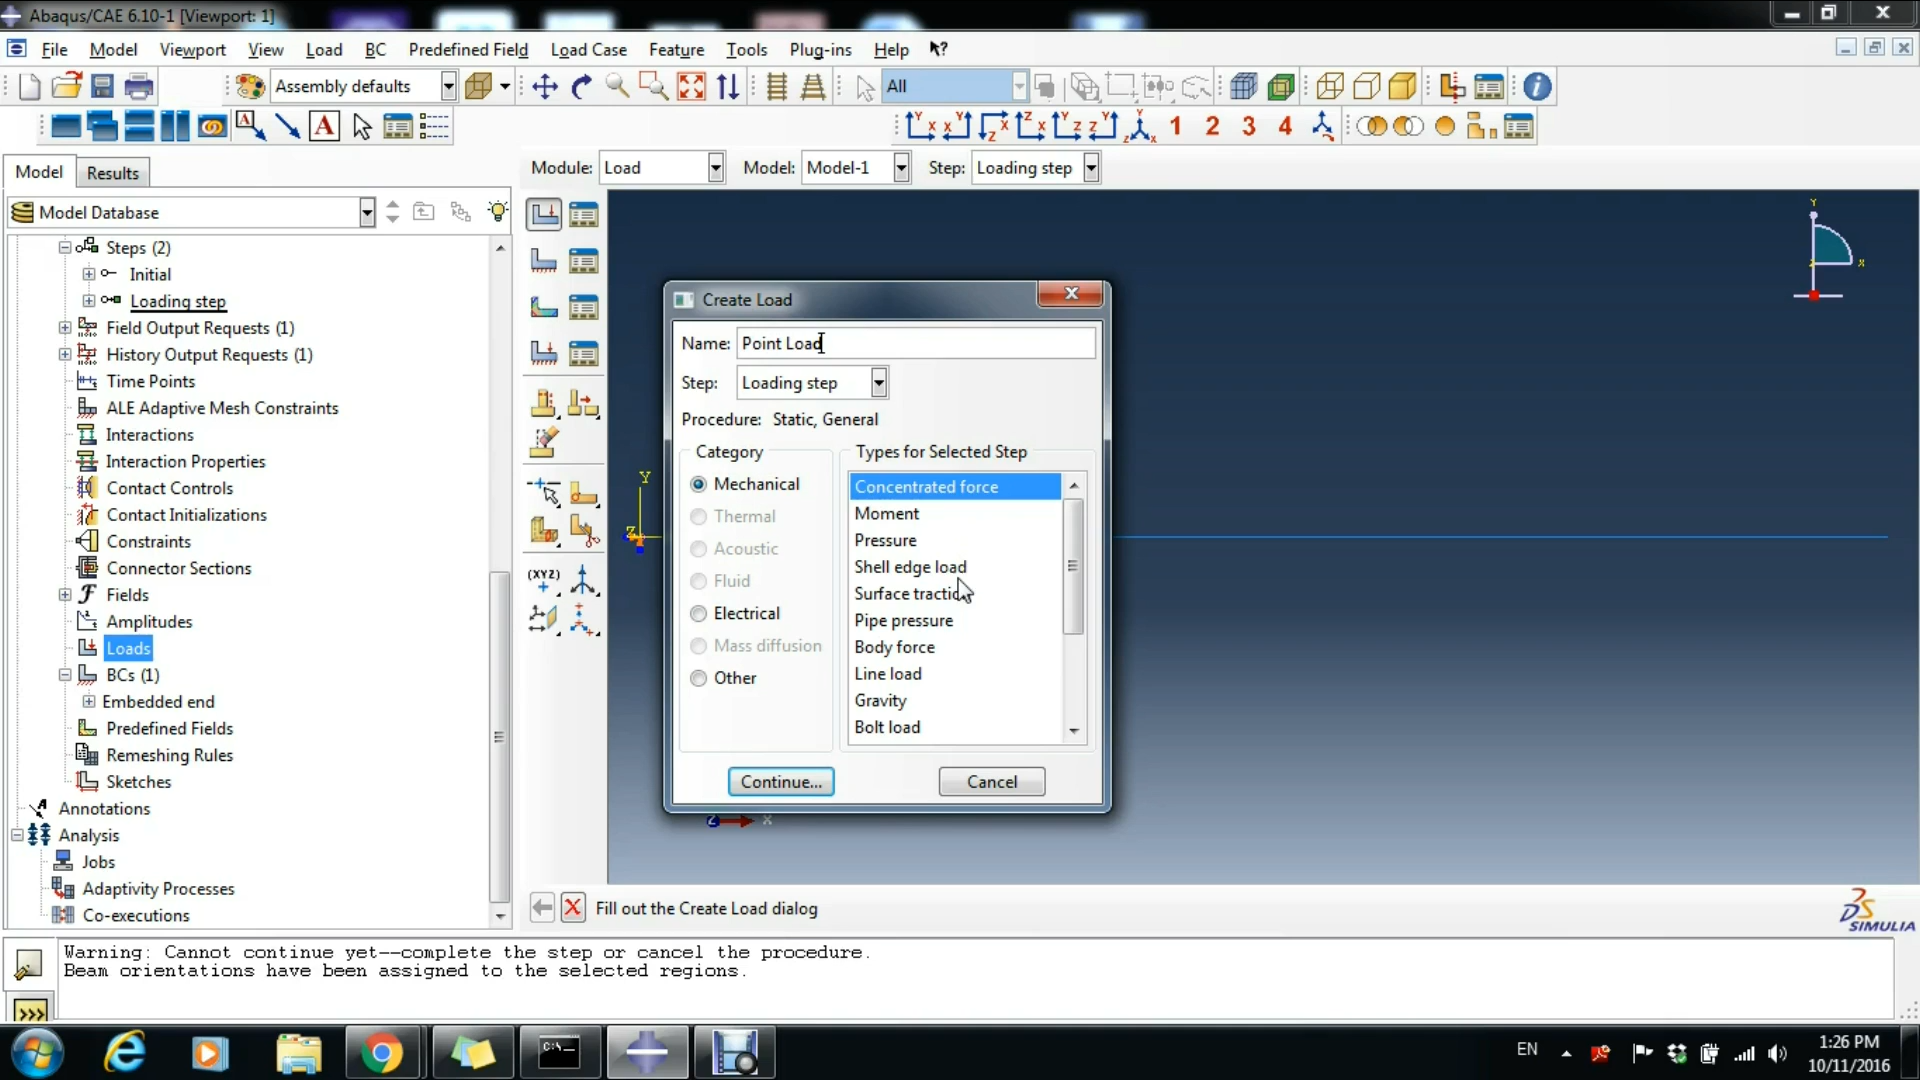 Abaqus/CAE 6.10-1 [Viewport: 1]
File Model Viewport View Load BC Predefined Field Load Case Feature Tools Plug-ins Help
Assembly defaults
All
1 2 3 4
Model Results
Module: Load Model: Model-1 Step: Loading step
Model Database
Steps (2)
Initial
Loading step
Field Output Requests (1)
History Output Requests (1)
Time Points
ALE Adaptive Mesh Constraints
Interactions
Interaction Properties
Contact Controls
Contact Initializations
Constraints
Connector Sections
Fields
Amplitudes
Loads
BCs (1)
Embedded end
Predefined Fields
Remeshing Rules
Sketches
Annotations
Analysis
Jobs
Adaptivity Processes
Co-executions
(XYZ)
Y
X
Y
Z
Create Load
Name: Point Load
Step: Loading step
Procedure: Static, General
Category
Mechanical
Thermal
Acoustic
Fluid
Electrical
Mass diffusion
Other
Types for Selected Step
Concentrated force
Moment
Pressure
Shell edge load
Surface traction
Pipe pressure
Body force
Line load
Gravity
Bolt load
Continue... Cancel
Z X
Fill out the Create Load dialog
SIMULIA
Warning: Cannot continue yet--complete the step or cancel the procedure.
Beam orientations have been assigned to the selected regions.
>>>
C:\.
EN
1:26 PM
10/11/2016